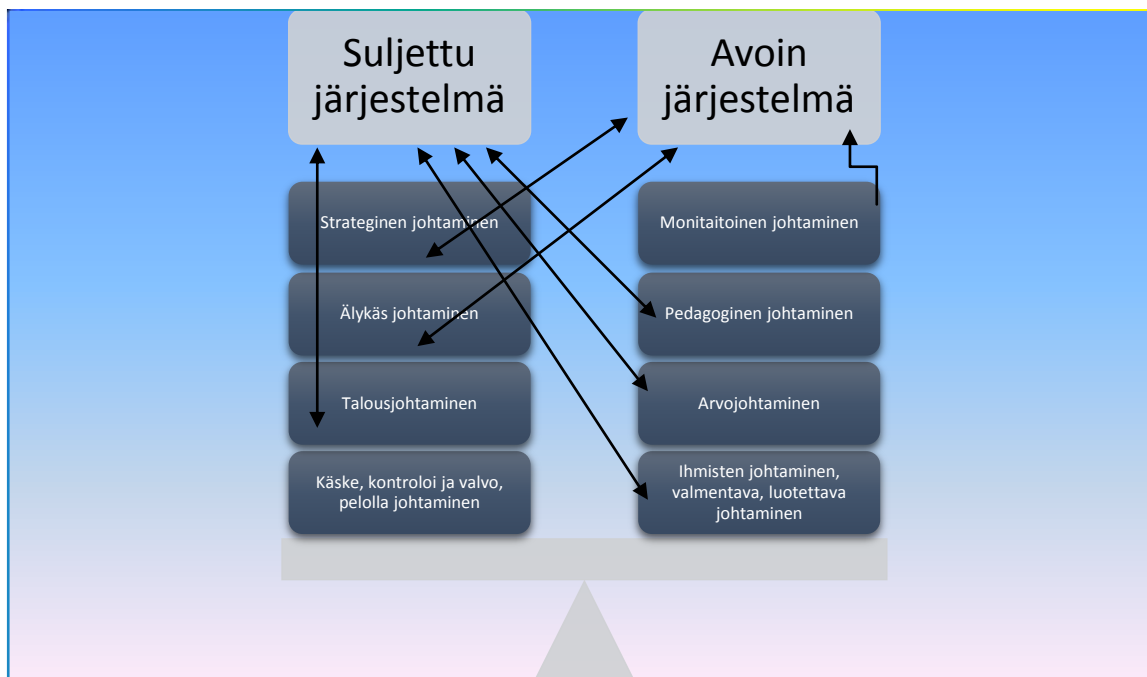 Suljettu
järjestelmä
Avoin
järjestelmä
Strateginen johtaminen
Monitaitoinen johtaminen
Älykäs johtaminen
Pedagoginen johtaminen
Talousjohtaminen
Arvojohtaminen
Käske, kontroloi ja valvo,
pelolla johtaminen
Ihmisten johtaminen,
valmentava, luotettava
johtaminen